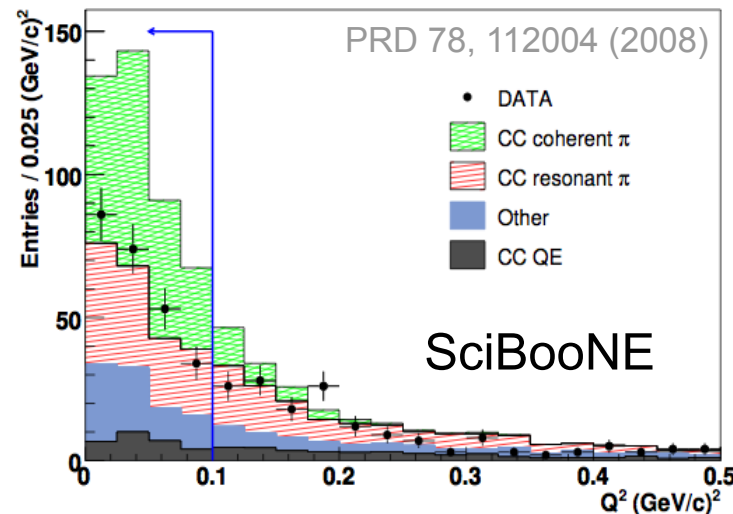 PRD 78, 112004 (2008)
Entries / 0.025 (GeV/c)²
150
100
50
0
DATA
CC coherent π
CC resonant π
Other
CC QE
SciBooNE
0 0.1 0.2 0.3 0.4 0.5
Q² (GeV/c)²